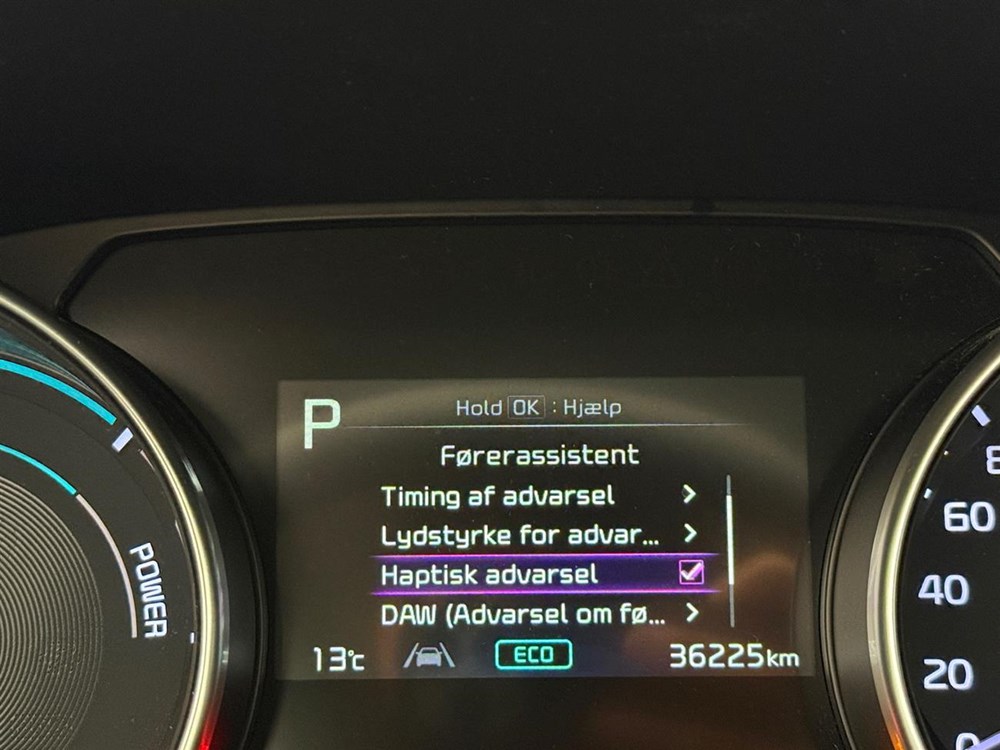 P
Hold OK : Hjælp
Førerassistent
Timing af advarsel
Lydstyrke for advar...
Haptisk advarsel
DAW (Advarsel om fø...
13°c
ECO
36225km
POWER
60
40
20